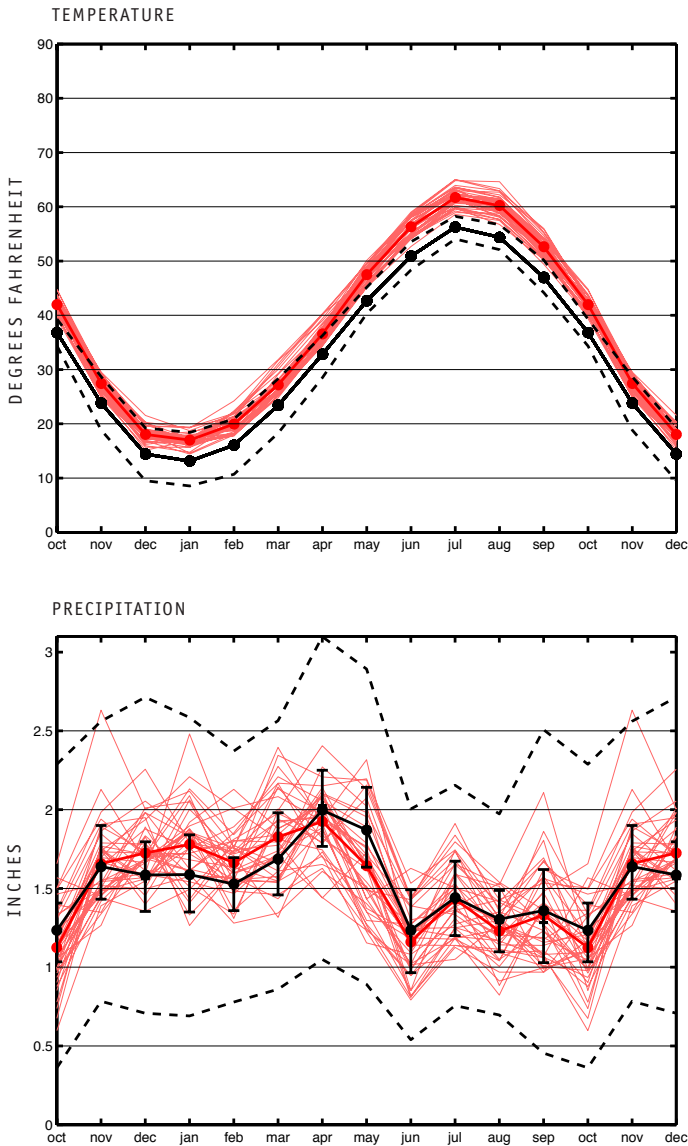 TEMPERATURE
90
80
70
60
50
40
30
20
10
0
DEGREES FAHRENHEIT
oct nov dec jan feb mar apr may jun jul aug sep oct nov dec
PRECIPITATION
3
2.5
2
1.5
1
0.5
0
INCHES
oct nov dec jan feb mar apr may jun jul aug sep oct nov dec